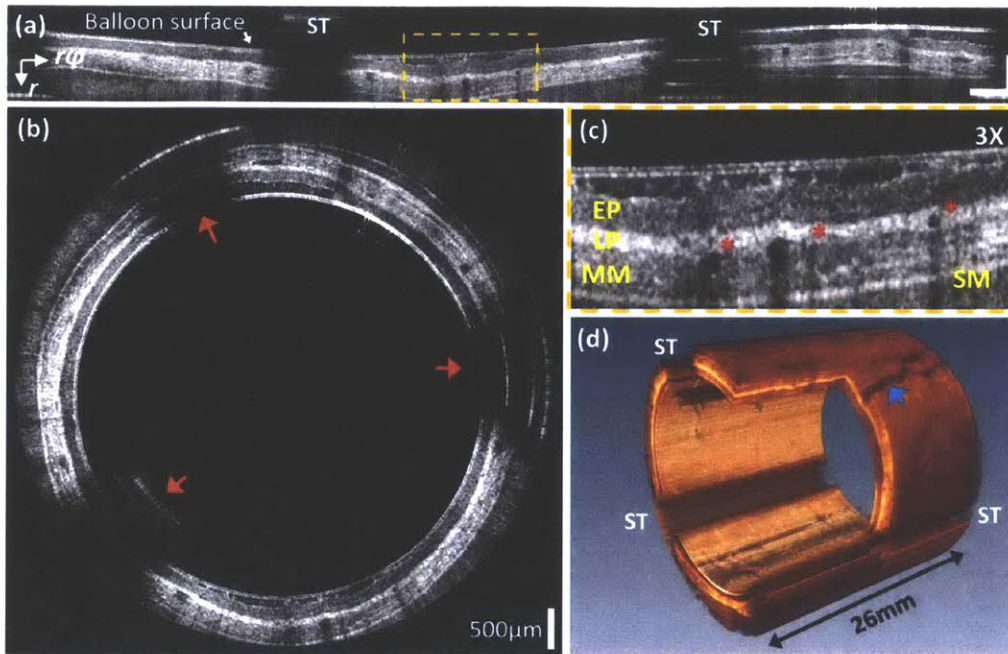 (a)
Balloon surface
ST
ST
rφ
r
(b)
500μm
(c)
3X
EP
LP
MM
SM
(d)
ST
ST
ST
26mm